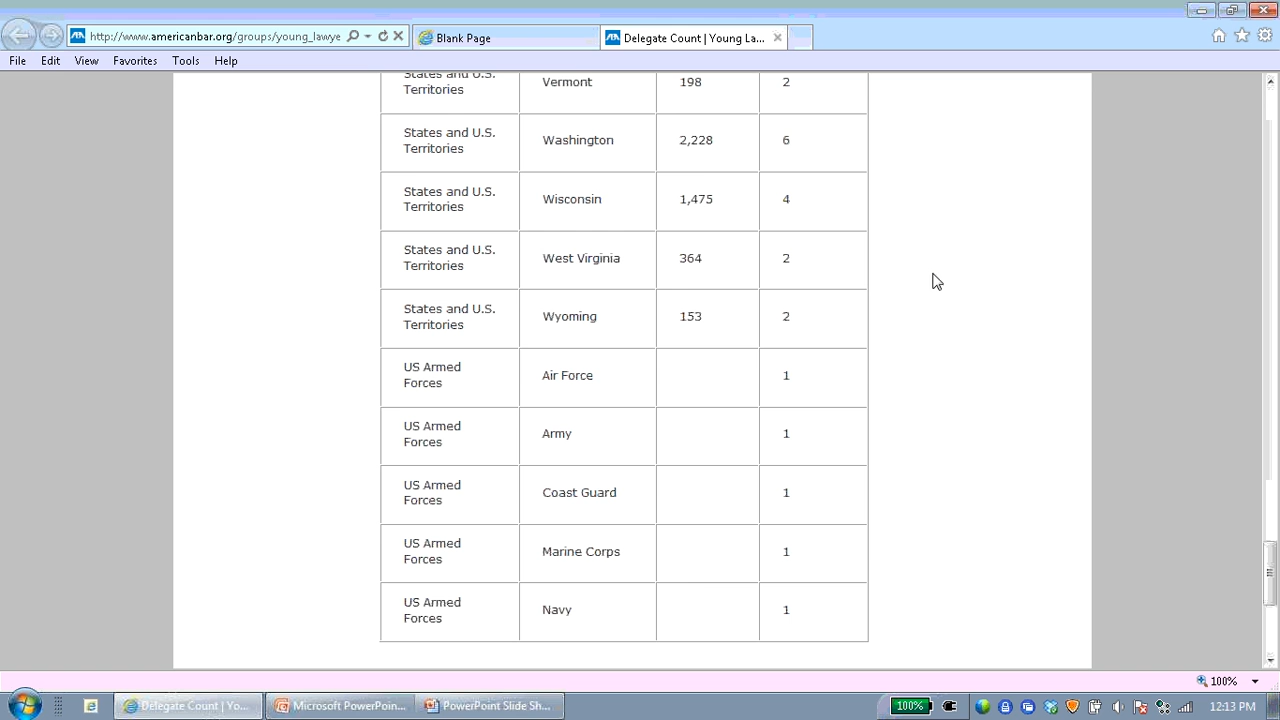 http://www.americanbar.org/groups/young_lawye
Blank Page
Delegate Count | Young La...
File Edit View Favorites Tools Help
States and U.S.
Territories
Vermont 198 2
States and U.S.
Territories
Washington 2,228 6
States and U.S.
Territories
Wisconsin 1,475 4
States and U.S.
Territories
West Virginia 364 2
States and U.S.
Territories
Wyoming 153 2
US Armed
Forces
Air Force 1
US Armed
Forces
Army 1
US Armed
Forces
Coast Guard 1
US Armed
Forces
Marine Corps 1
US Armed
Forces
Navy 1
100%
Delegate Count | Yo...
Microsoft PowerPoin...
PowerPoint Slide Sh...
100%
12:13 PM